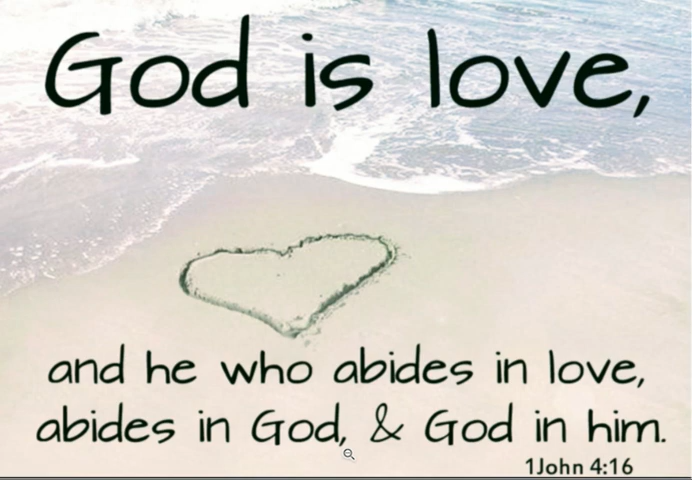 God is love,
and he who abides in love,
abides in God, & God in him.
1John 4:16